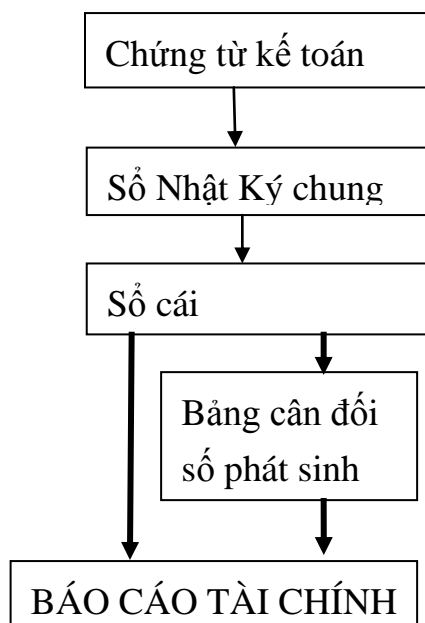 Chứng từ kế toán
Sổ Nhật Ký chung
Sổ cái
Bảng cân đối
số phát sinh
BÁO CÁO TÀI CHÍNH